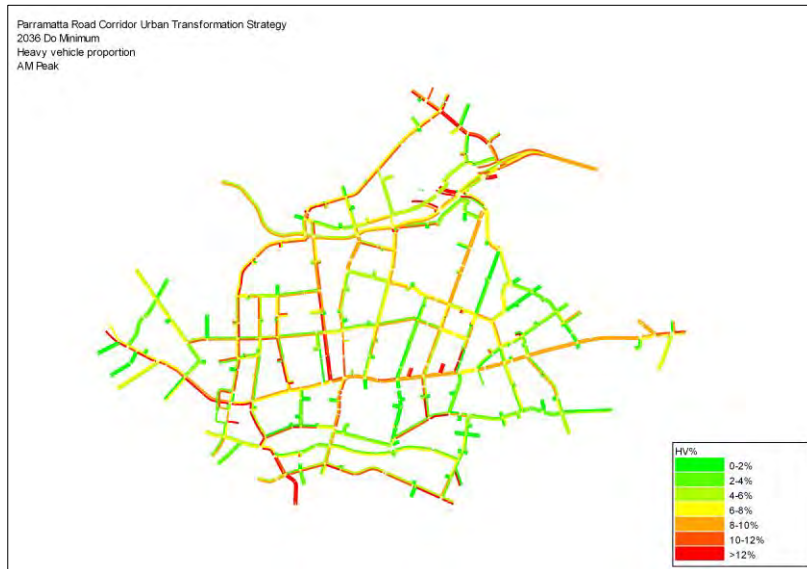 Parramatta Road Corridor Urban Transformation Strategy
2036 Do Minimum
Heavy vehicle proportion
AM Peak
HV%
0-2%
2-4%
4-6%
6-8%
8-10%
10-12%
>12%